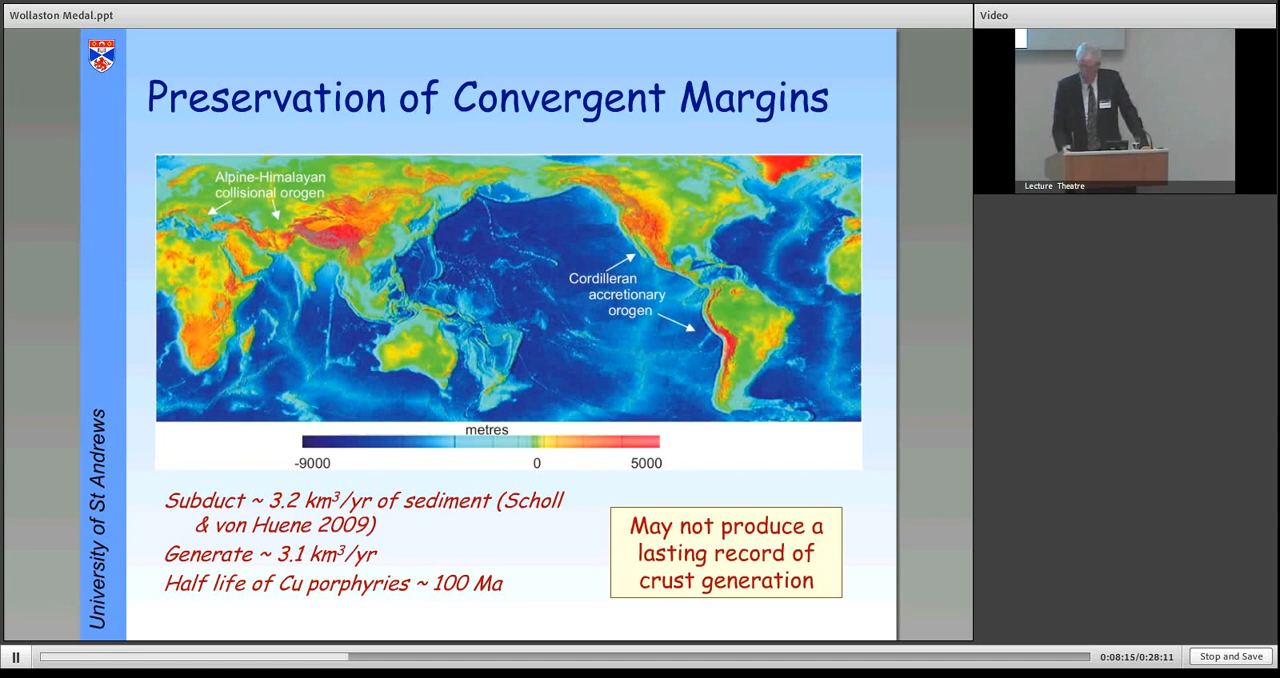 Wollaston Medal.ppt
Video
Preservation of Convergent Margins
Alpine-Himalayan
collisional orogen
Cordilleran
accretionary
orogen
metres
-9000
0
5000
Subduct ~ 3.2 km³/yr of sediment (Scholl
& von Huene 2009)
Generate ~ 3.1 km³/yr
Half life of Cu porphyries ~ 100 Ma
May not produce a
lasting record of
crust generation
University of St Andrews
Lecture Theatre
0:08:15/0:28:11
Stop and Save